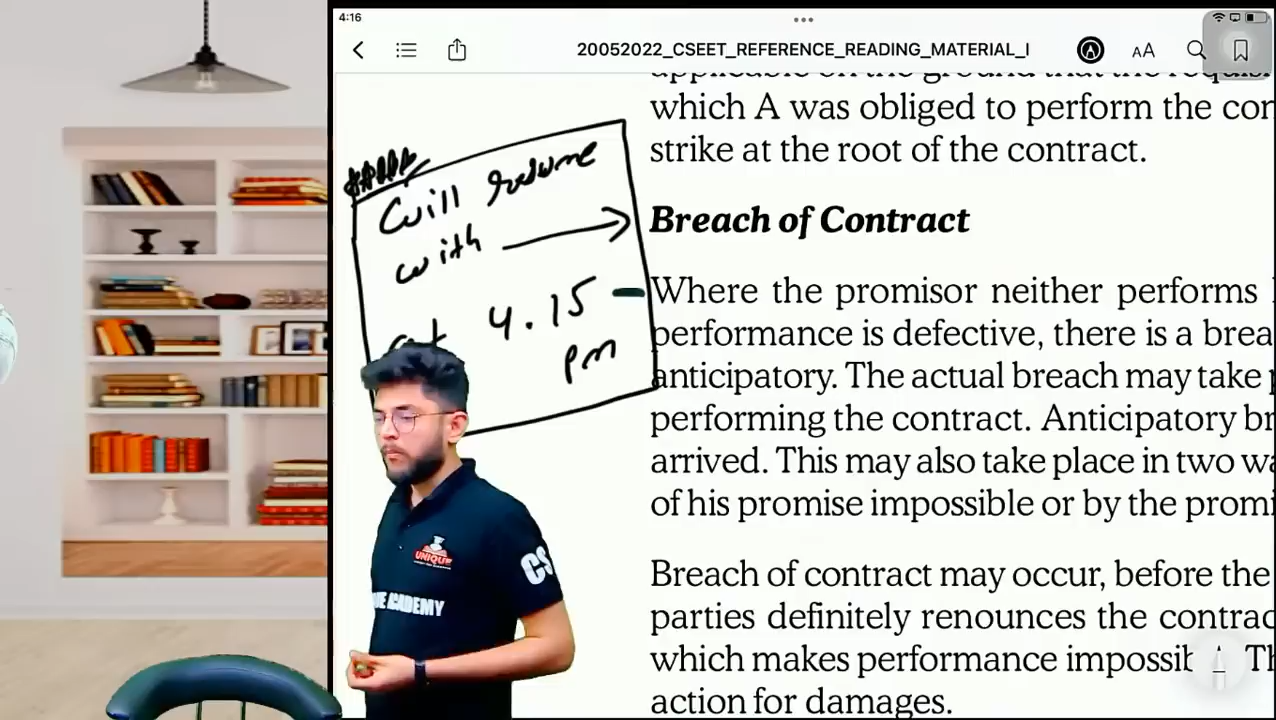 4:16
20052022_CSEET_REFERENCE_READING_MATERIAL_I
AA
which A was obliged to perform the con
strike at the root of the contract.
Will resume
with
at 4.15
pm
Breach of Contract
Where the promisor neither performs
performance is defective, there is a brea
anticipatory. The actual breach may take p
performing the contract. Anticipatory br
arrived. This may also take place in two wa
of his promise impossible or by the promi
Breach of contract may occur, before the
parties definitely renounces the contrac
which makes performance impossib Th
action for damages.
UNIQUE
UE ACADEMY
CS